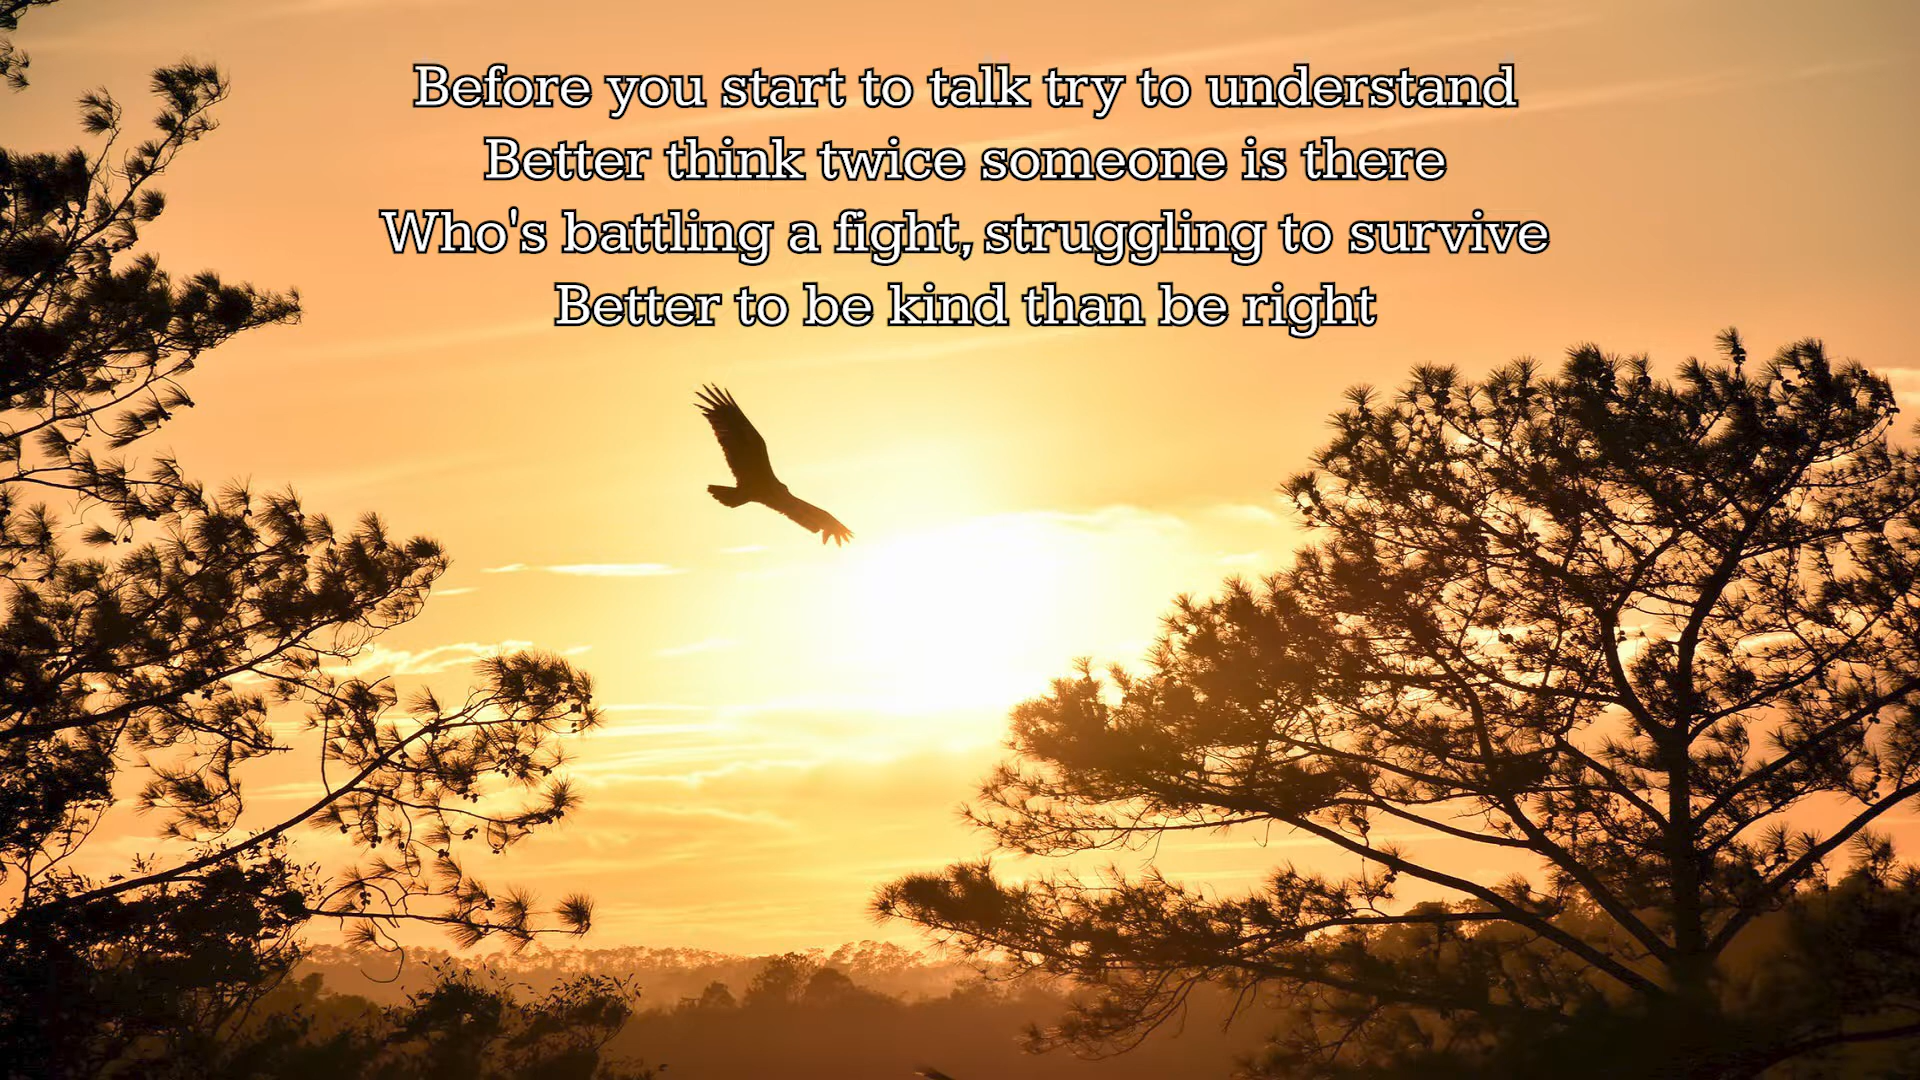 Before you start to talk try to understand
Better think twice someone is there
Who's battling a fight, struggling to survive
Better to be kind than be right